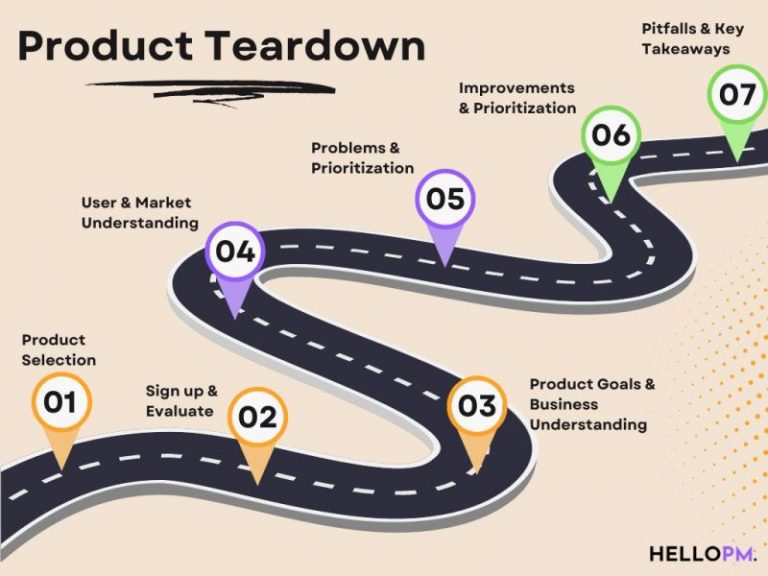 Product Teardown
01
Product
Selection
02
Sign up &
Evaluate
03
Product Goals &
Business
Understanding
04
User & Market
Understanding
05
Problems &
Prioritization
06
Improvements
& Prioritization
07
Pitfalls & Key
Takeaways
HELLOPM.